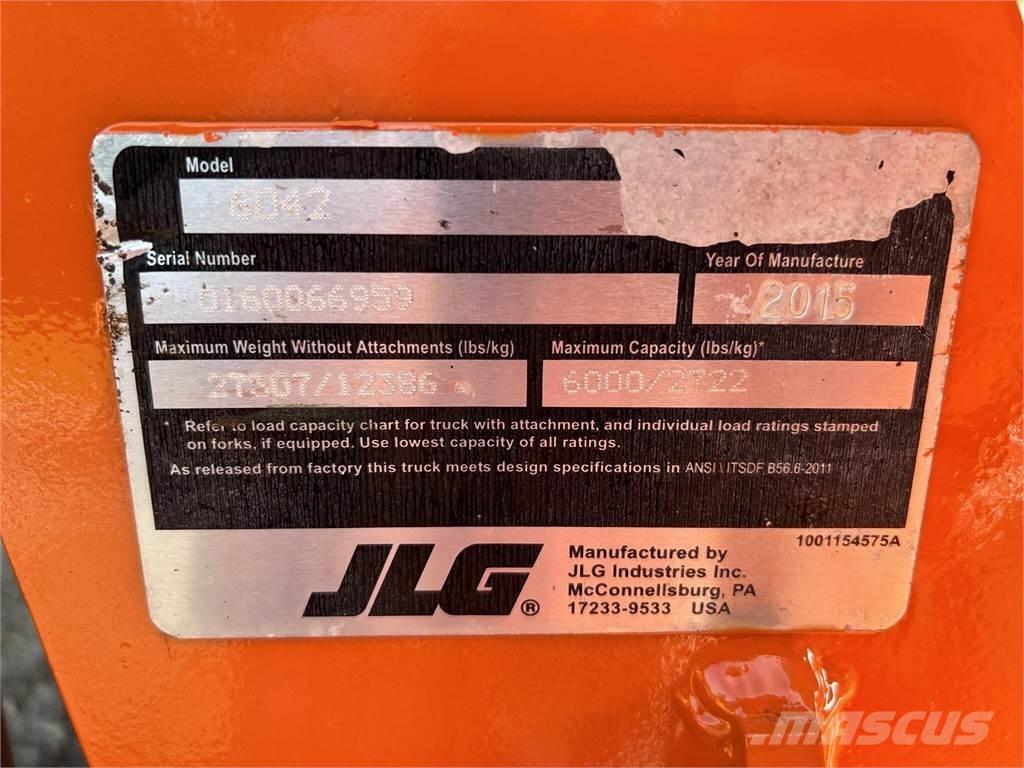 Model
6042
Serial Number
Year Of Manufacture
0160066959
2015
Maximum Weight Without Attachments (lbs/kg)
Maximum Capacity (lbs/kg)*
27307/12386
6000/2722
* Refer to load capacity chart for truck with attachment, and individual load ratings stamped
on forks, if equipped. Use lowest capacity of all ratings.
As released from factory this truck meets design specifications in ANSI \ ITSDF B56.6-2011
1001154575A
JLG®
Manufactured by
JLG Industries Inc.
McConnellsburg, PA
17233-9533 USA
MASCUS